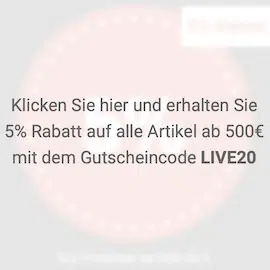 Klicken Sie hier und erhalten Sie
5% Rabatt auf alle Artikel ab 500€
mit dem Gutscheincode LIVE20